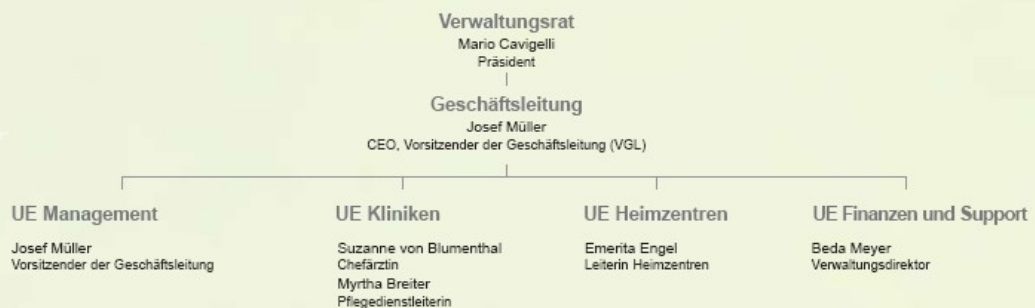 Verwaltungsrat
Mario Cavigelli
Präsident
Geschäftsleitung
Josef Müller
CEO, Vorsitzender der Geschäftsleitung (VGL)
UE Management
Josef Müller
Vorsitzender der Geschäftsleitung
UE Kliniken
Suzanne von Blumenthal
Chefärztin
Myrtha Breiter
Pflegedienstleiterin
UE Heimzentren
Emerita Engel
Leiterin Heimzentren
UE Finanzen und Support
Beda Meyer
Verwaltungsdirektor